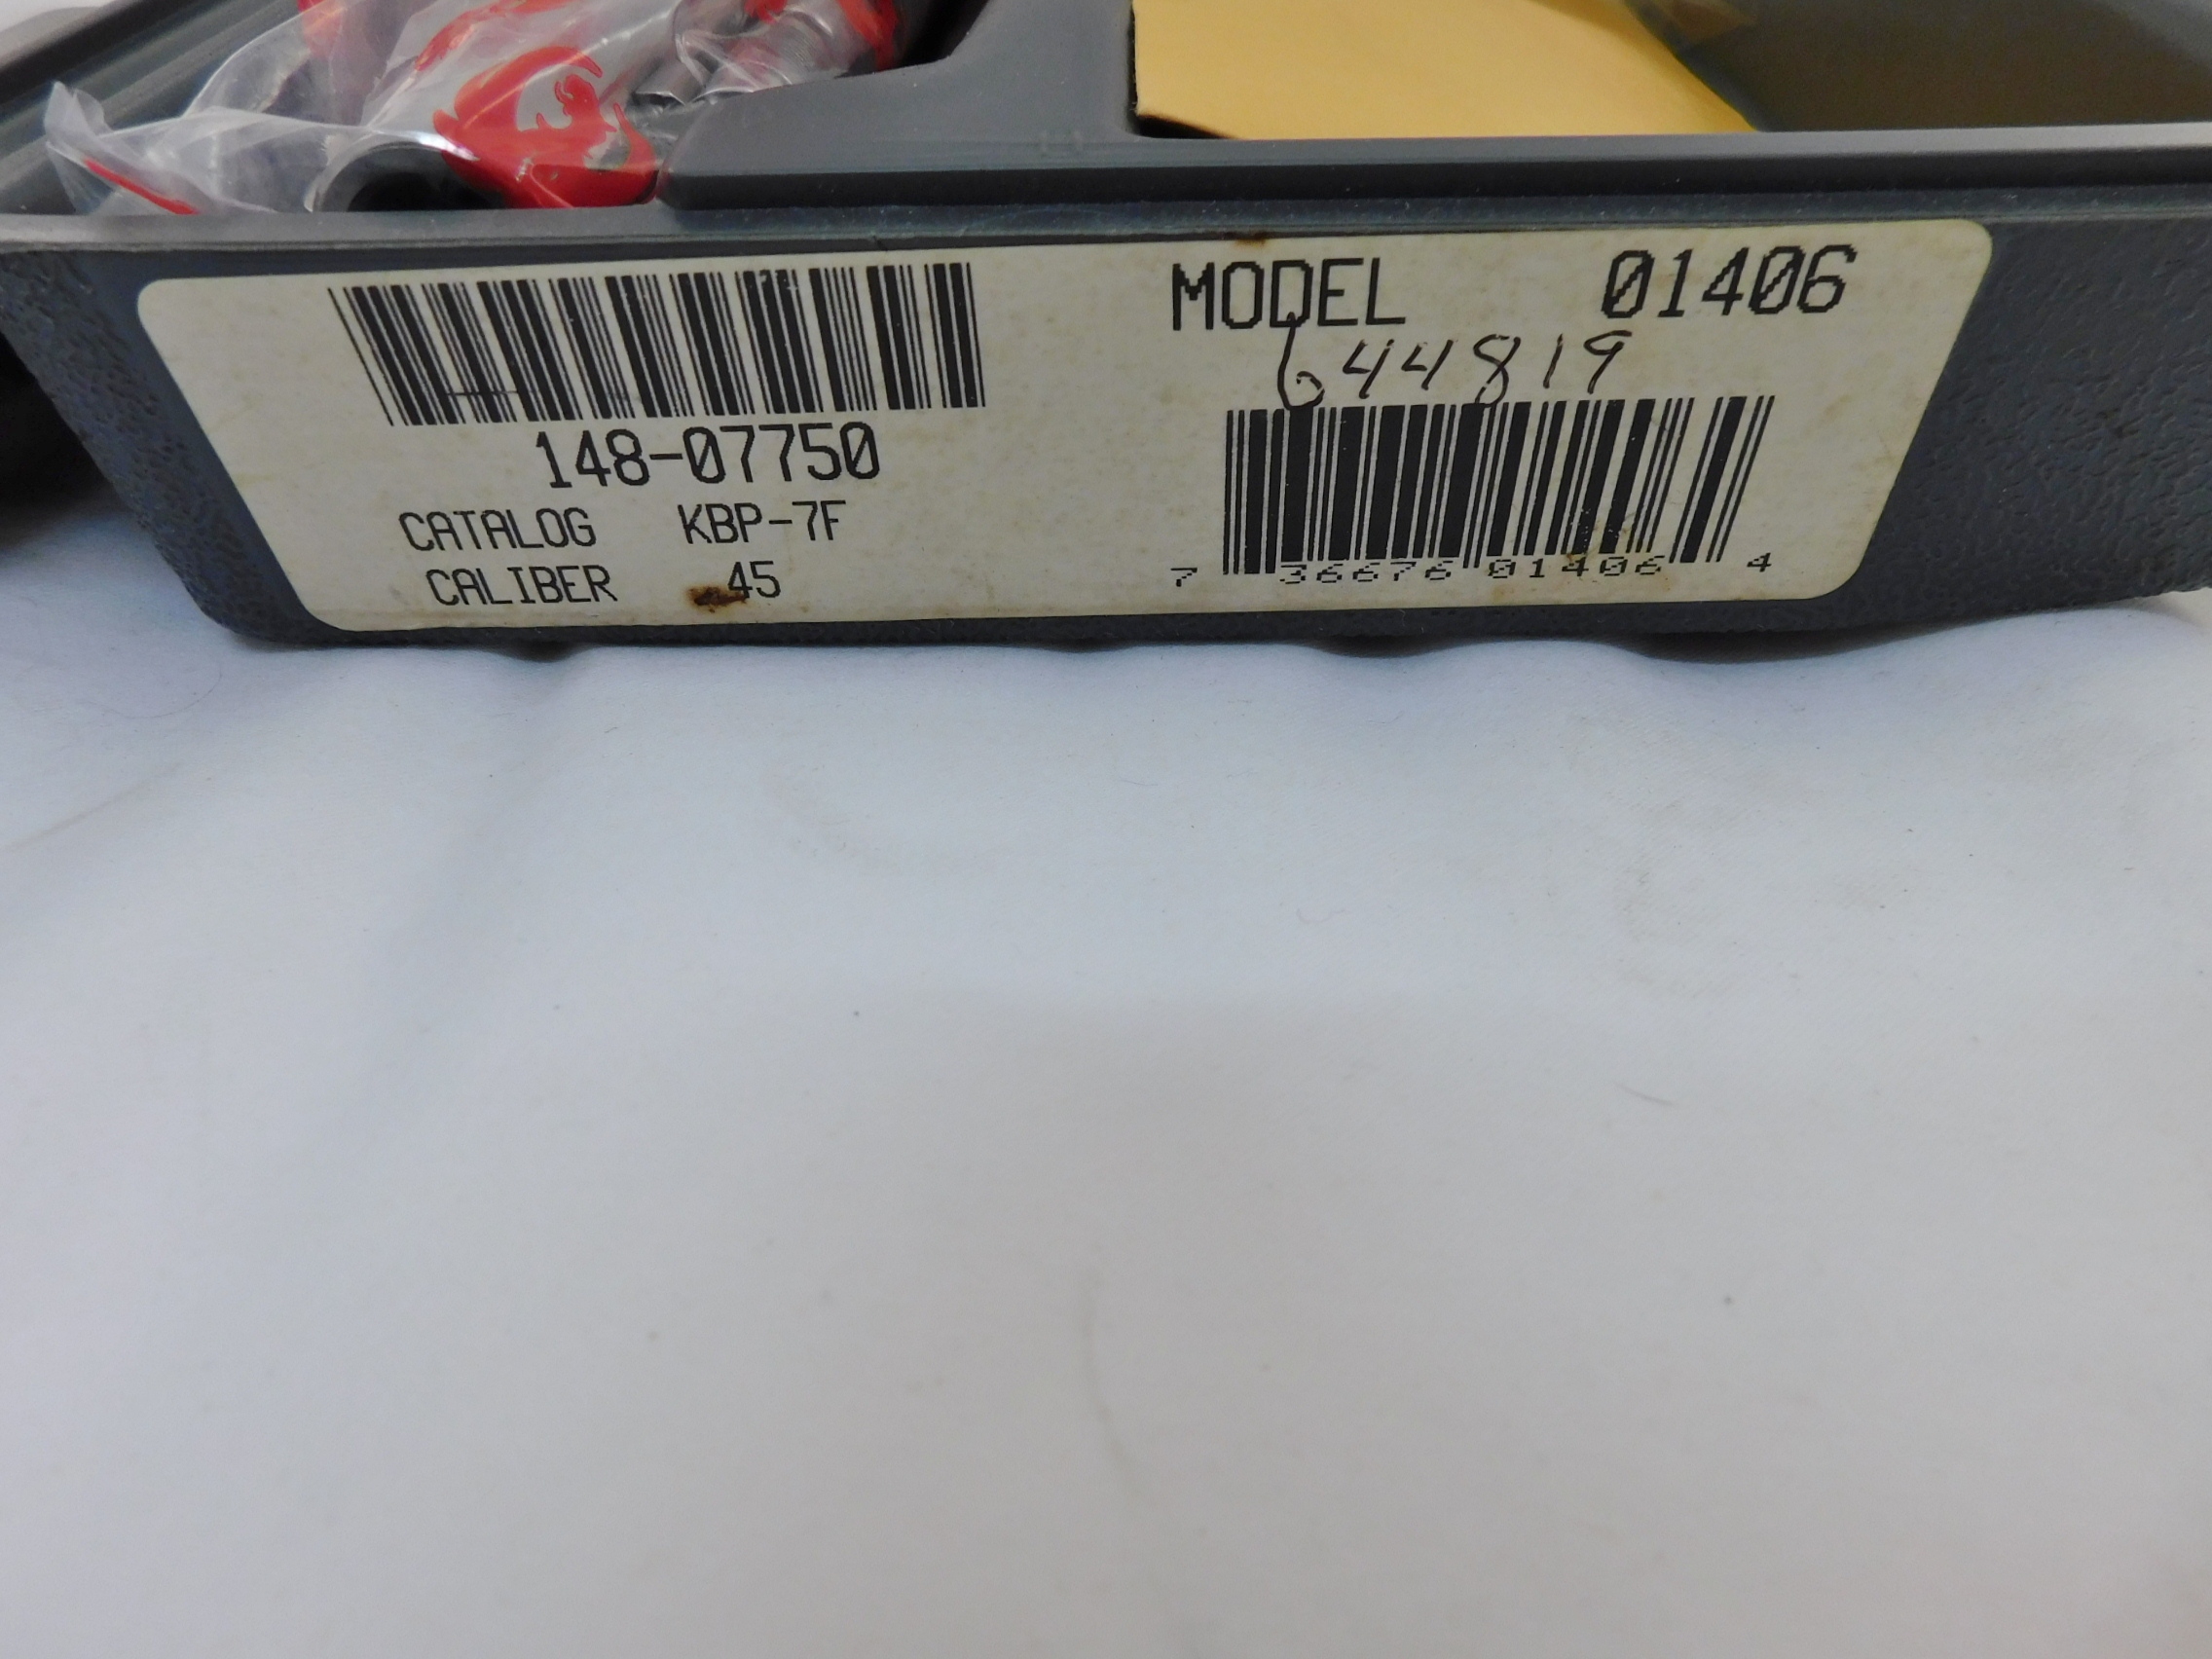 MODEL 01406
644819
148-07750
CATALOG KBP-7F
CALIBER 45
7 36676 01406 4